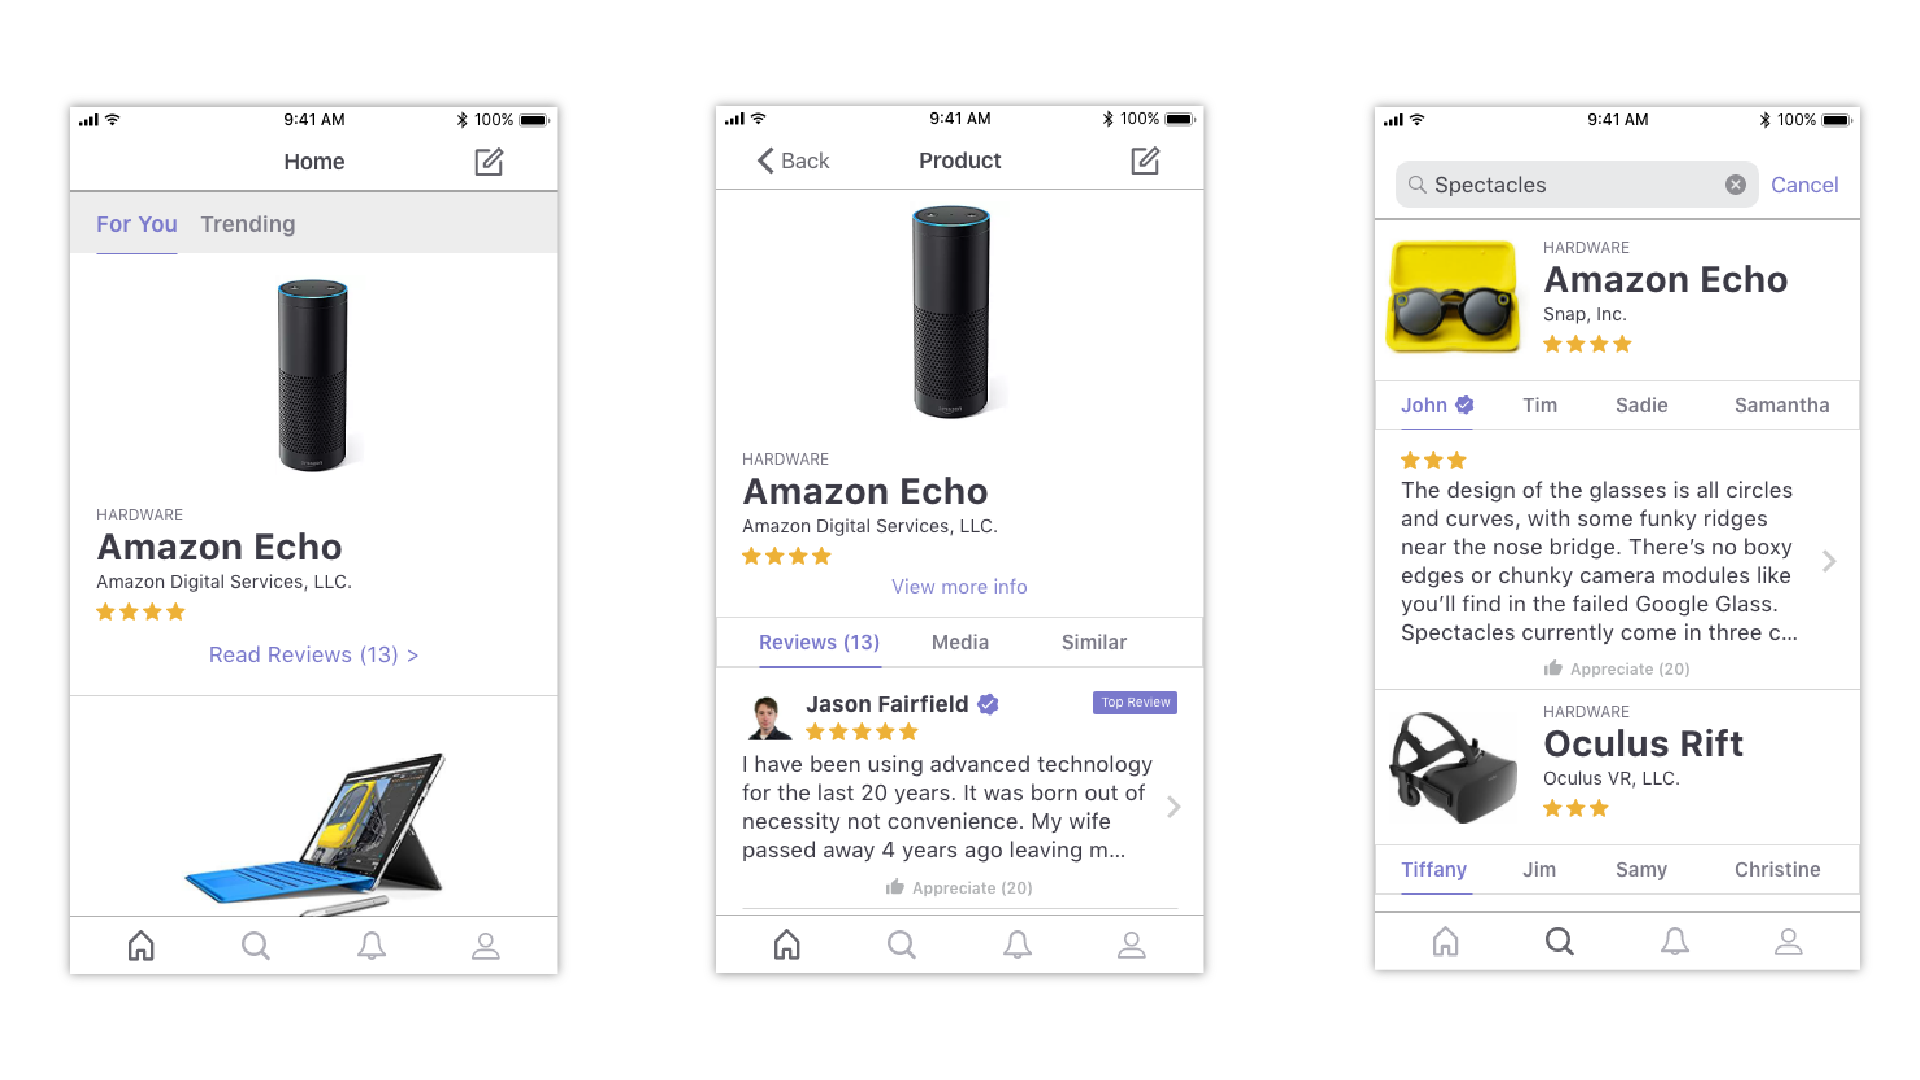 9:41 AM
100%
Home
For You
Trending
HARDWARE
Amazon Echo
Amazon Digital Services, LLC.
Read Reviews (13) >
9:41 AM
100%
Back
Product
HARDWARE
Amazon Echo
Amazon Digital Services, LLC.
View more info
Reviews (13)
Media
Similar
Jason Fairfield
Top Review
I have been using advanced technology
for the last 20 years. It was born out of
necessity not convenience. My wife
passed away 4 years ago leaving m...
Appreciate (20)
9:41 AM
100%
Spectacles
Cancel
HARDWARE
Amazon Echo
Snap, Inc.
John
Tim
Sadie
Samantha
The design of the glasses is all circles
and curves, with some funky ridges
near the nose bridge. There’s no boxy
edges or chunky camera modules like
you’ll find in the failed Google Glass.
Spectacles currently come in three c...
Appreciate (20)
HARDWARE
Oculus Rift
Oculus VR, LLC.
Tiffany
Jim
Samy
Christine